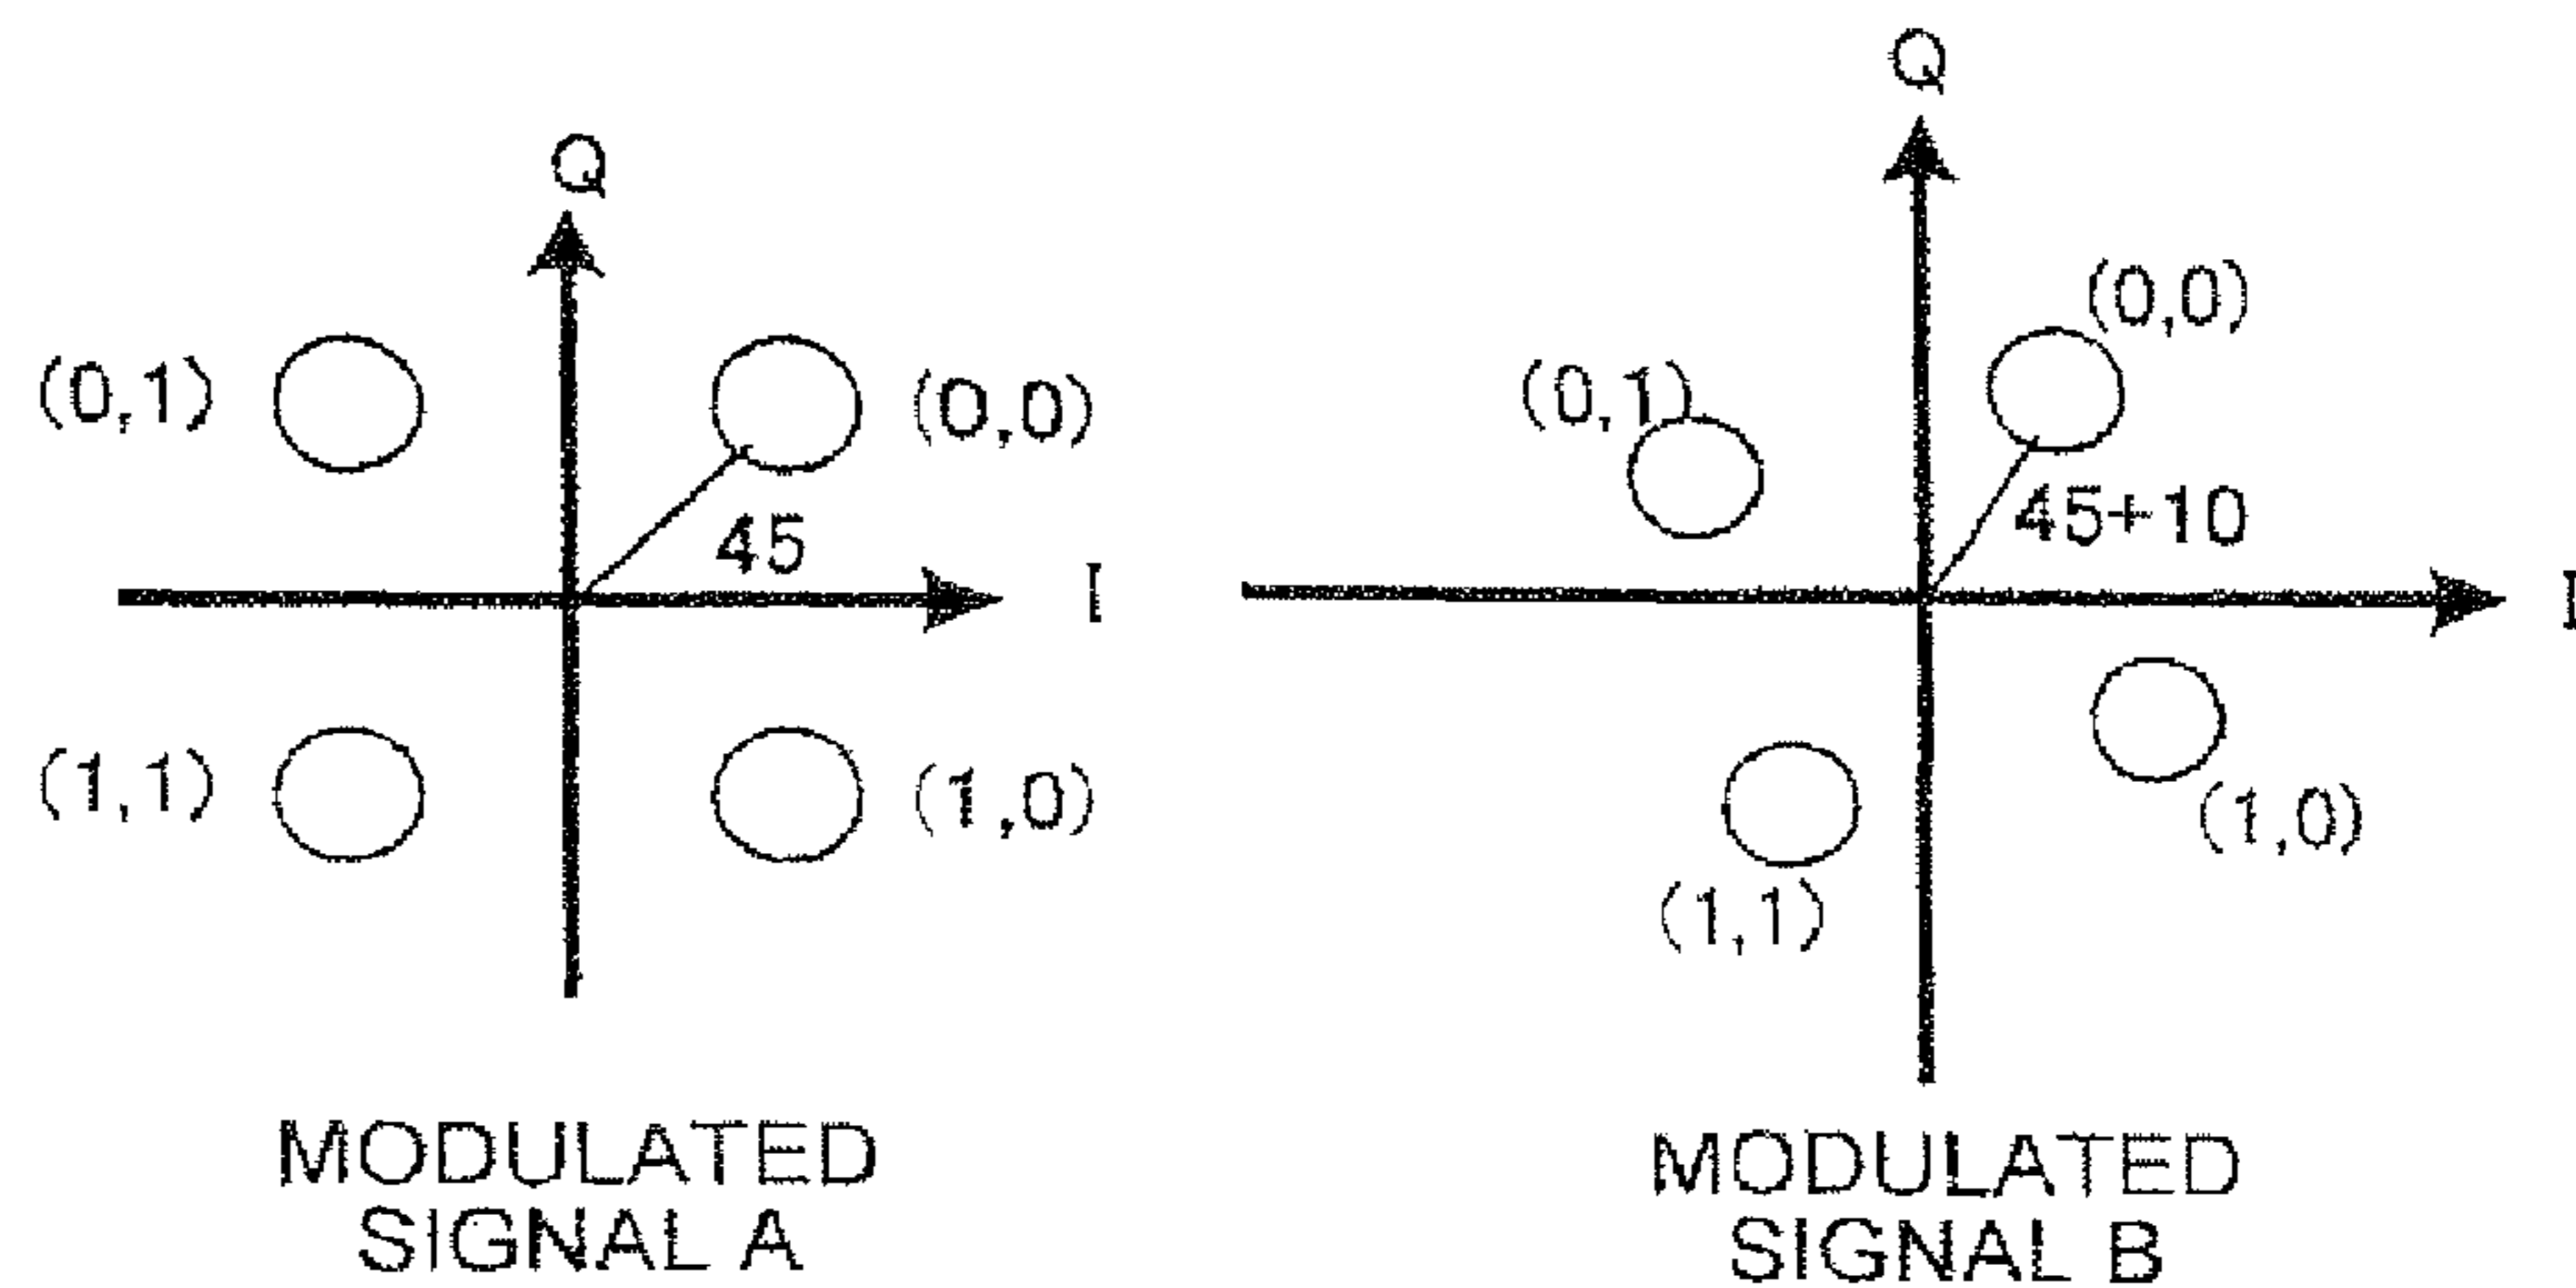 Q
(0,1)
(0,0)
45
I
(1,1)
(1,0)
MODULATED
SIGNAL A
Q
(0,0)
(0,1)
45+10
I
(1,0)
(1,1)
MODULATED
SIGNAL B